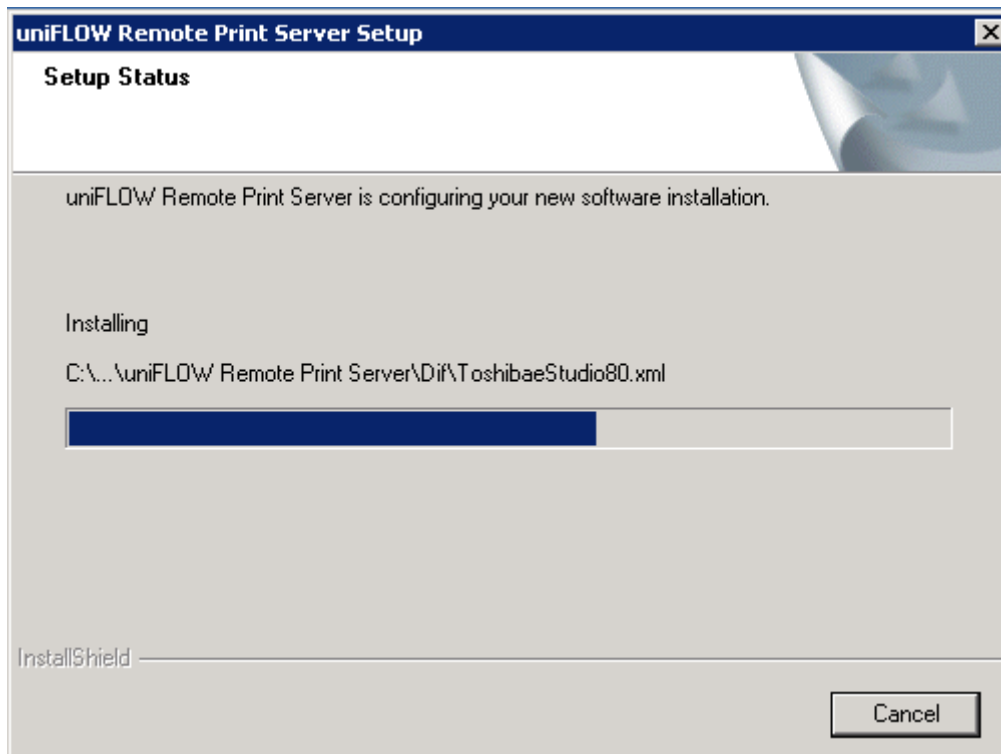 uniFLOW Remote Print Server Setup
Setup Status
uniFLOW Remote Print Server is configuring your new software installation.
Installing
C:\...\uniFLOW Remote Print Server\Dif\ToshibaeStudio80.xml
InstallShield
Cancel